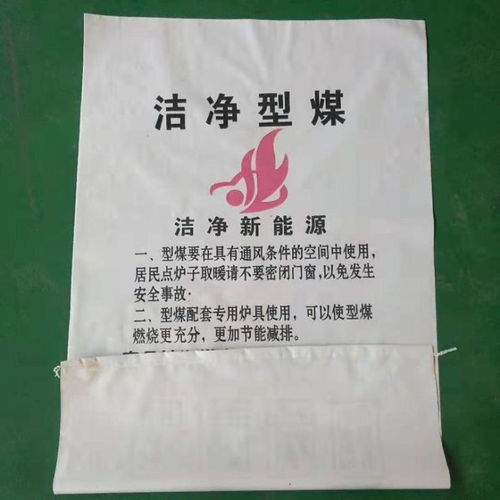 洁净型煤
洁净新能源
一、型煤要在具有通风条件的空间中使用，
居民点炉子取暖请不要密闭门窗，以免发生
安全事故·
二、型煤配套专用炉具使用，可以使型煤
燃烧更充分，更加节能减排。